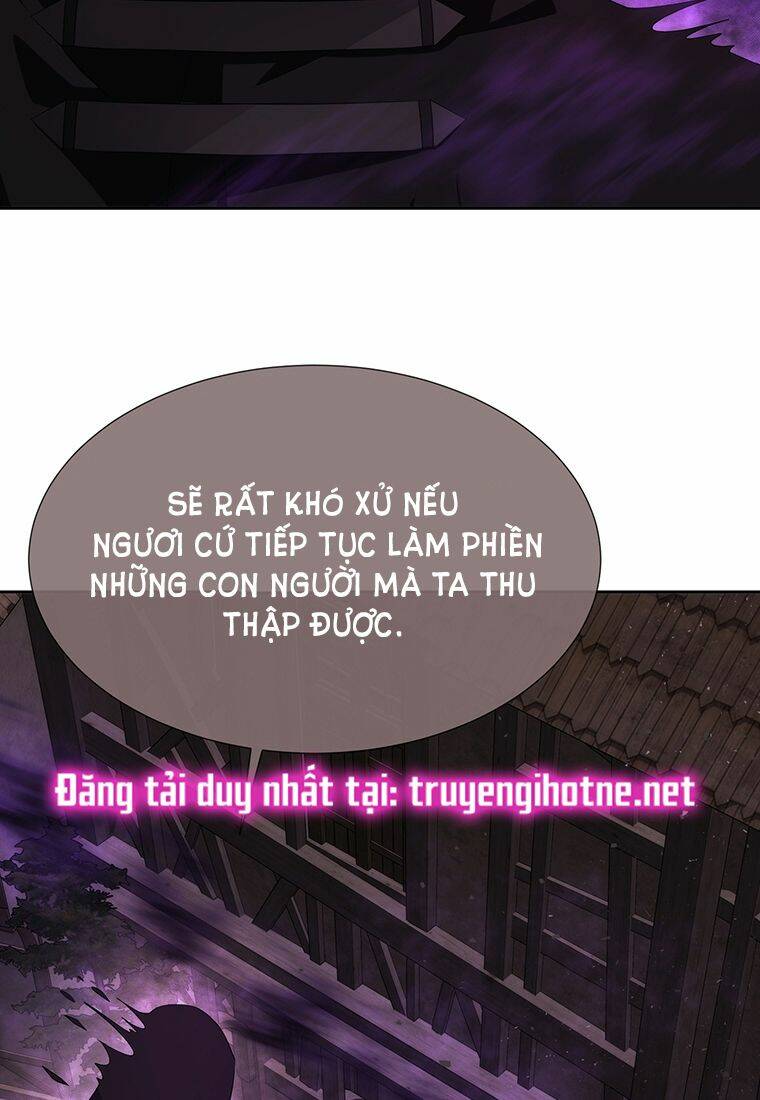 SẼ RẤT KHÓ XỬ NẾU
NGƯƠI CỨ TIẾP TỤC LÀM PHIỀN
NHỮNG CON NGƯỜI MÀ TA THU
THẬP ĐƯỢC.
Đăng tải duy nhất tại: truyengihotne.net